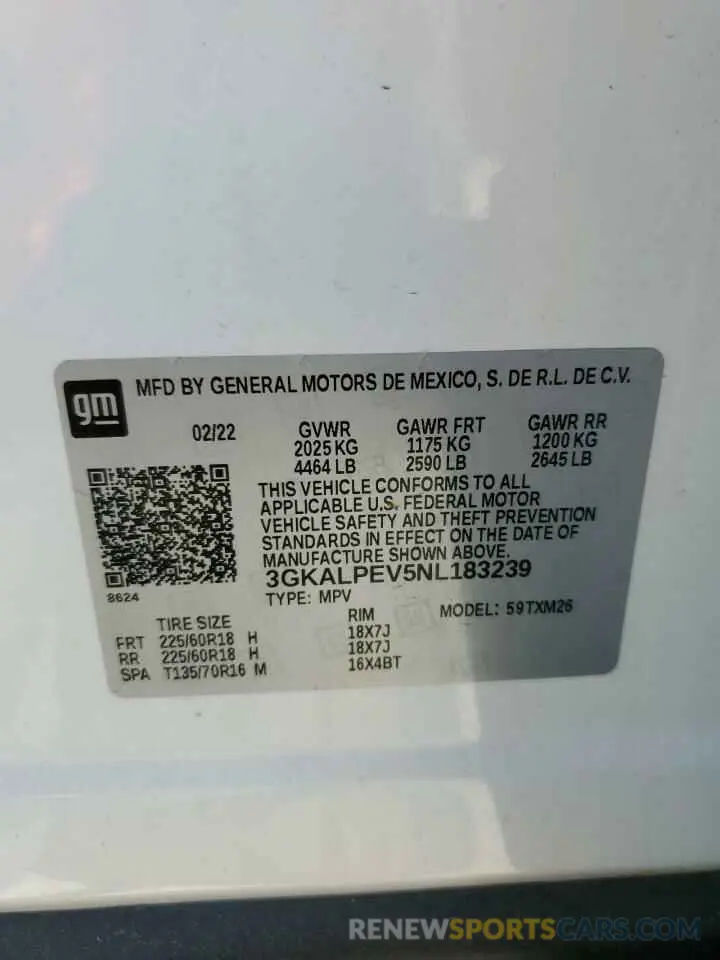 gm
MFD BY GENERAL MOTORS DE MEXICO, S. DE R.L. DE C.V.
02/22 GVWR GAWR FRT GAWR RR
2025 KG 1175 KG 1200 KG
4464 LB 2590 LB 2645 LB
THIS VEHICLE CONFORMS TO ALL
APPLICABLE U.S. FEDERAL MOTOR
VEHICLE SAFETY AND THEFT PREVENTION
STANDARDS IN EFFECT ON THE DATE OF
MANUFACTURE SHOWN ABOVE.
3GKALPEV5NL183239
8624
TYPE: MPV MODEL: 59TXM26
TIRE SIZE RIM
FRT 225/60R18 H 18X7J
RR 225/60R18 H 18X7J
SPA T135/70R16 M 16X4BT
RENEWSPORTSCARS.COM